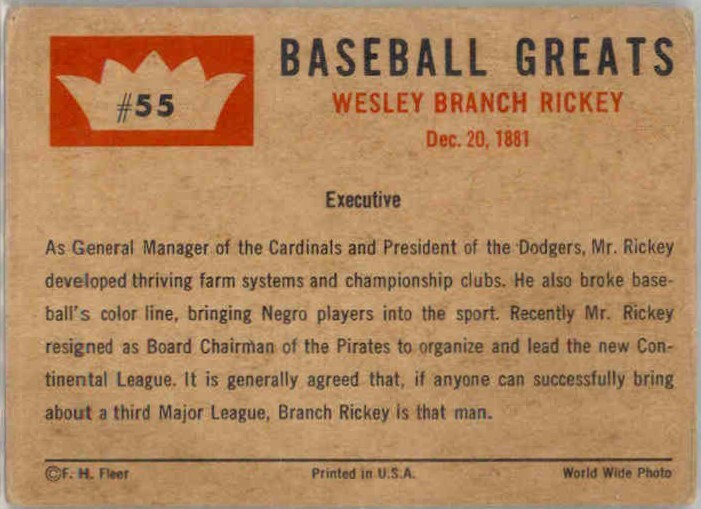 #55
BASEBALL GREATS
WESLEY BRANCH RICKEY
Dec. 20, 1881
Executive
As General Manager of the Cardinals and President of the Dodgers, Mr. Rickey
developed thriving farm systems and championship clubs. He also broke base-
ball's color line, bringing Negro players into the sport. Recently Mr. Rickey
resigned as Board Chairman of the Pirates to organize and lead the new Con-
tinental League. It is generally agreed that, if anyone can successfully bring
about a third Major League, Branch Rickey is that man.
©F. H. Fleer Printed in U.S.A. World Wide Photo